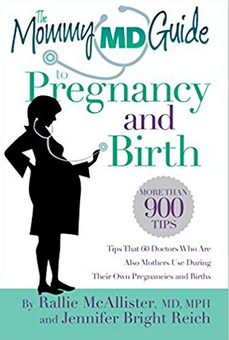 The
Mommy MD Guide
to Pregnancy
and
Birth
MORE THAN
900
TIPS
Tips That 60 Doctors Who Are
Also Mothers Use During
Their Own Pregnancies and Births
By Rallie McAllister, MD, MPH
and Jennifer Bright Reich